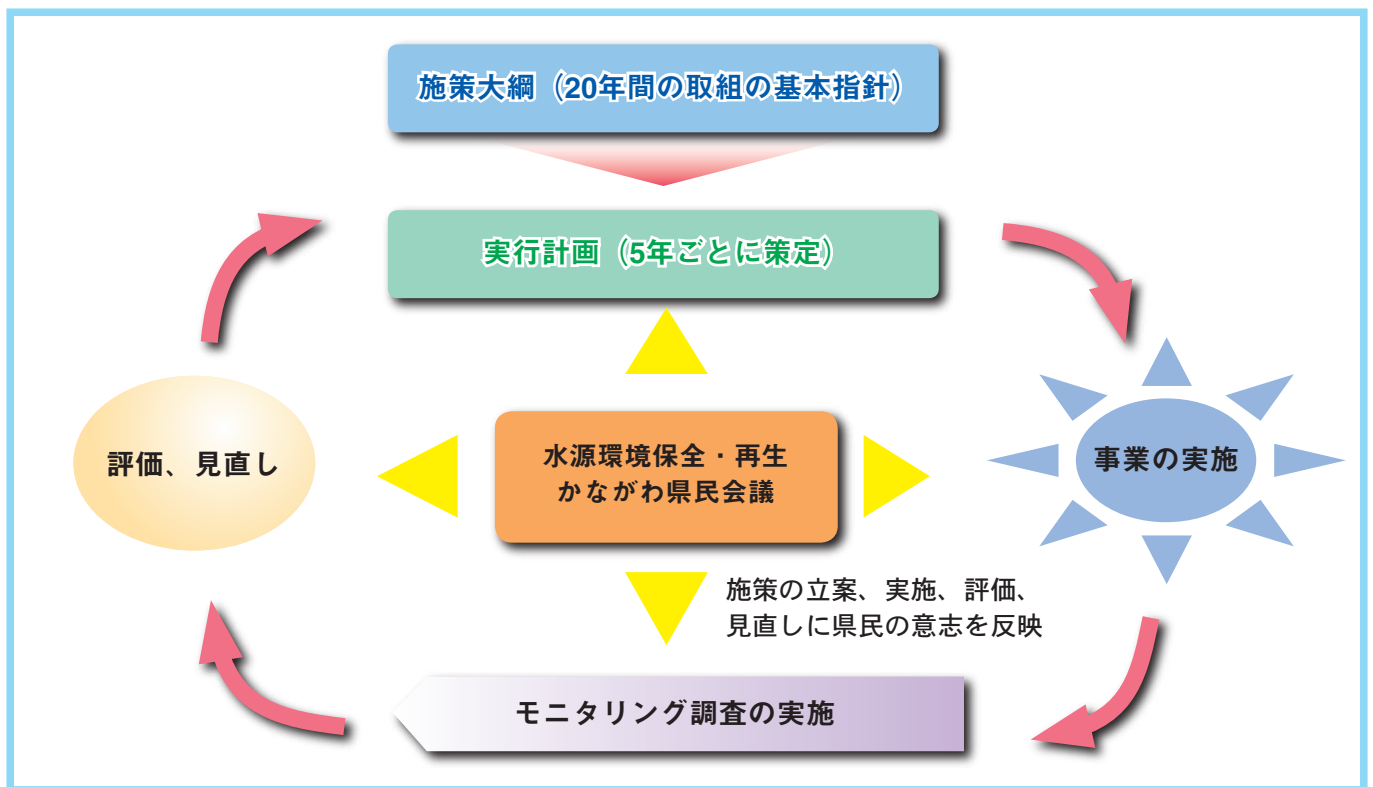 施策大綱（20年間の取組の基本指針）
実行計画（5年ごとに策定）
評価、見直し
水源環境保全・再生
かながわ県民会議
事業の実施
施策の立案、実施、評価、
見直しに県民の意志を反映
モニタリング調査の実施